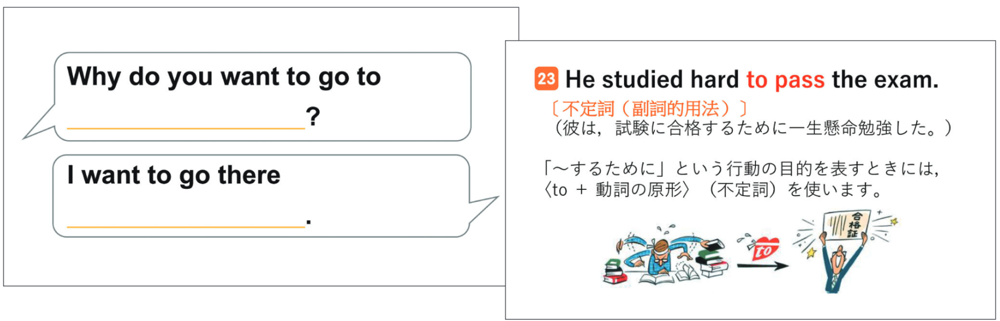 Why do you want to go to
?
I want to go there
.
23 He studied hard to pass the exam.
〔不定詞（副詞的用法）〕
（彼は，試験に合格するために一生懸命勉強した。）
「～するために」という行動の目的を表すときには，
〈to + 動詞の原形〉（不定詞）を使います。
合格証
to